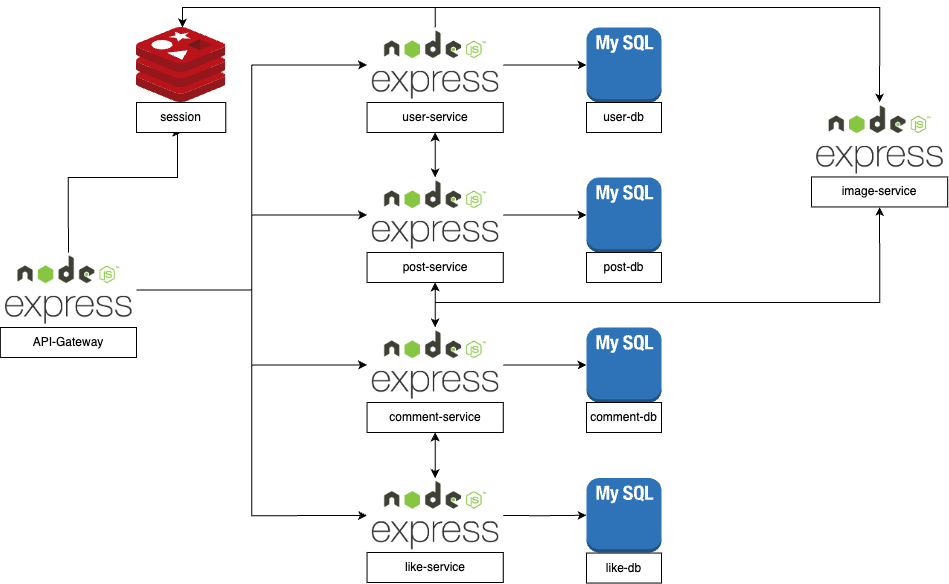 node
JS
My SQL
express
session
user-service
user-db
node
JS
express
image-service
node
JS
My SQL
express
post-service
post-db
node
JS
express
API-Gateway
node
JS
My SQL
express
comment-service
comment-db
node
JS
My SQL
express
like-service
like-db